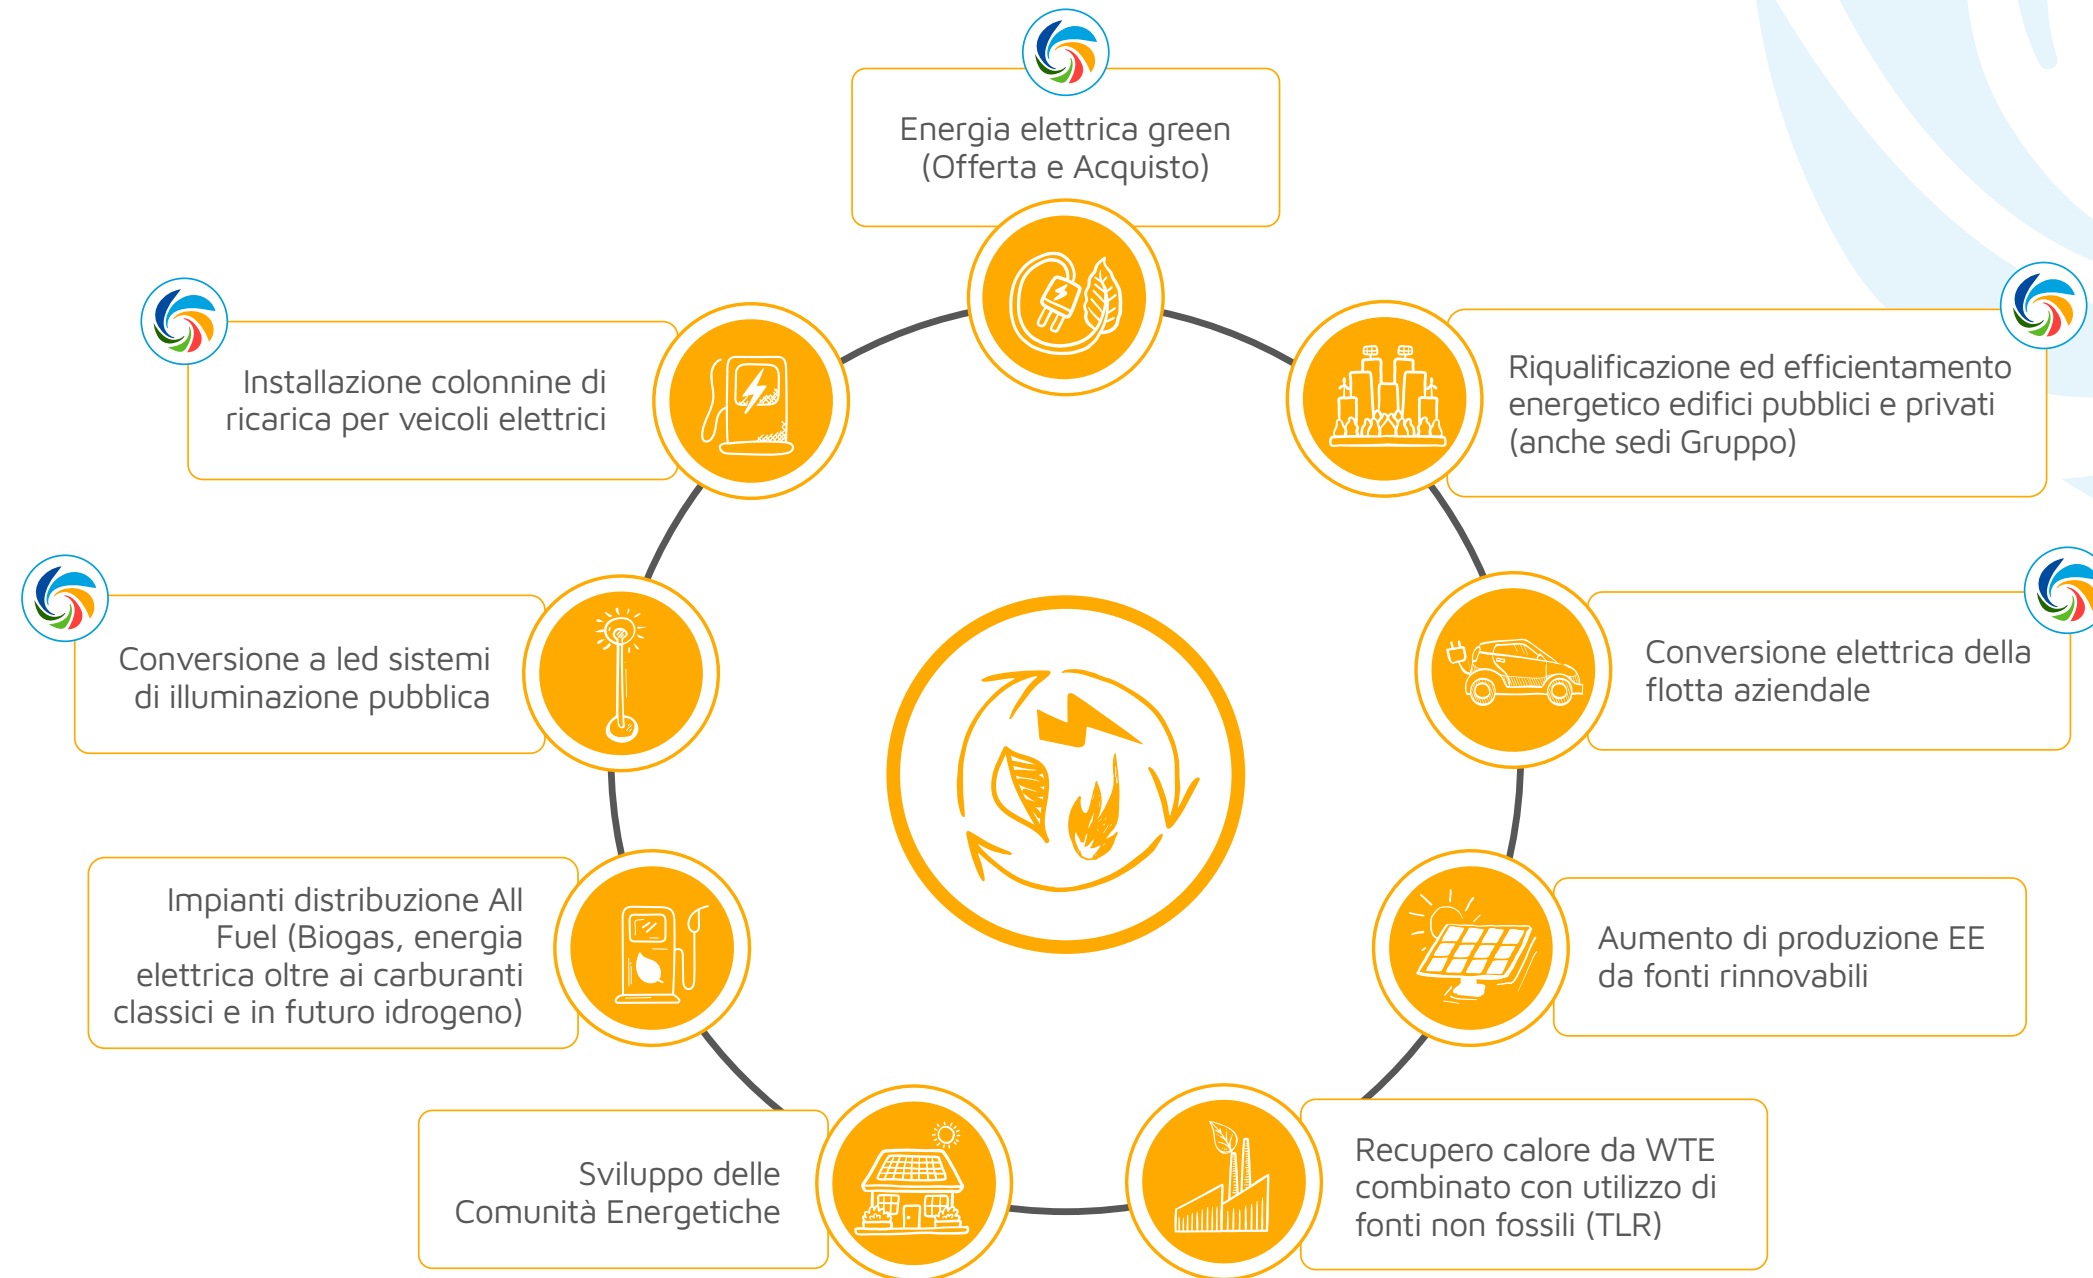 Energia elettrica green
(Offerta e Acquisto)
Riqualificazione ed efficientamento
energetico edifici pubblici e privati
(anche sedi Gruppo)
Conversione elettrica della
flotta aziendale
Aumento di produzione EE
da fonti rinnovabili
Recupero calore da WTE
combinato con utilizzo di
fonti non fossili (TLR)
Sviluppo delle
Comunità Energetiche
Impianti distribuzione All
Fuel (Biogas, energia
elettrica oltre ai carburanti
classici e in futuro idrogeno)
Conversione a led sistemi
di illuminazione pubblica
Installazione colonnine di
ricarica per veicoli elettrici